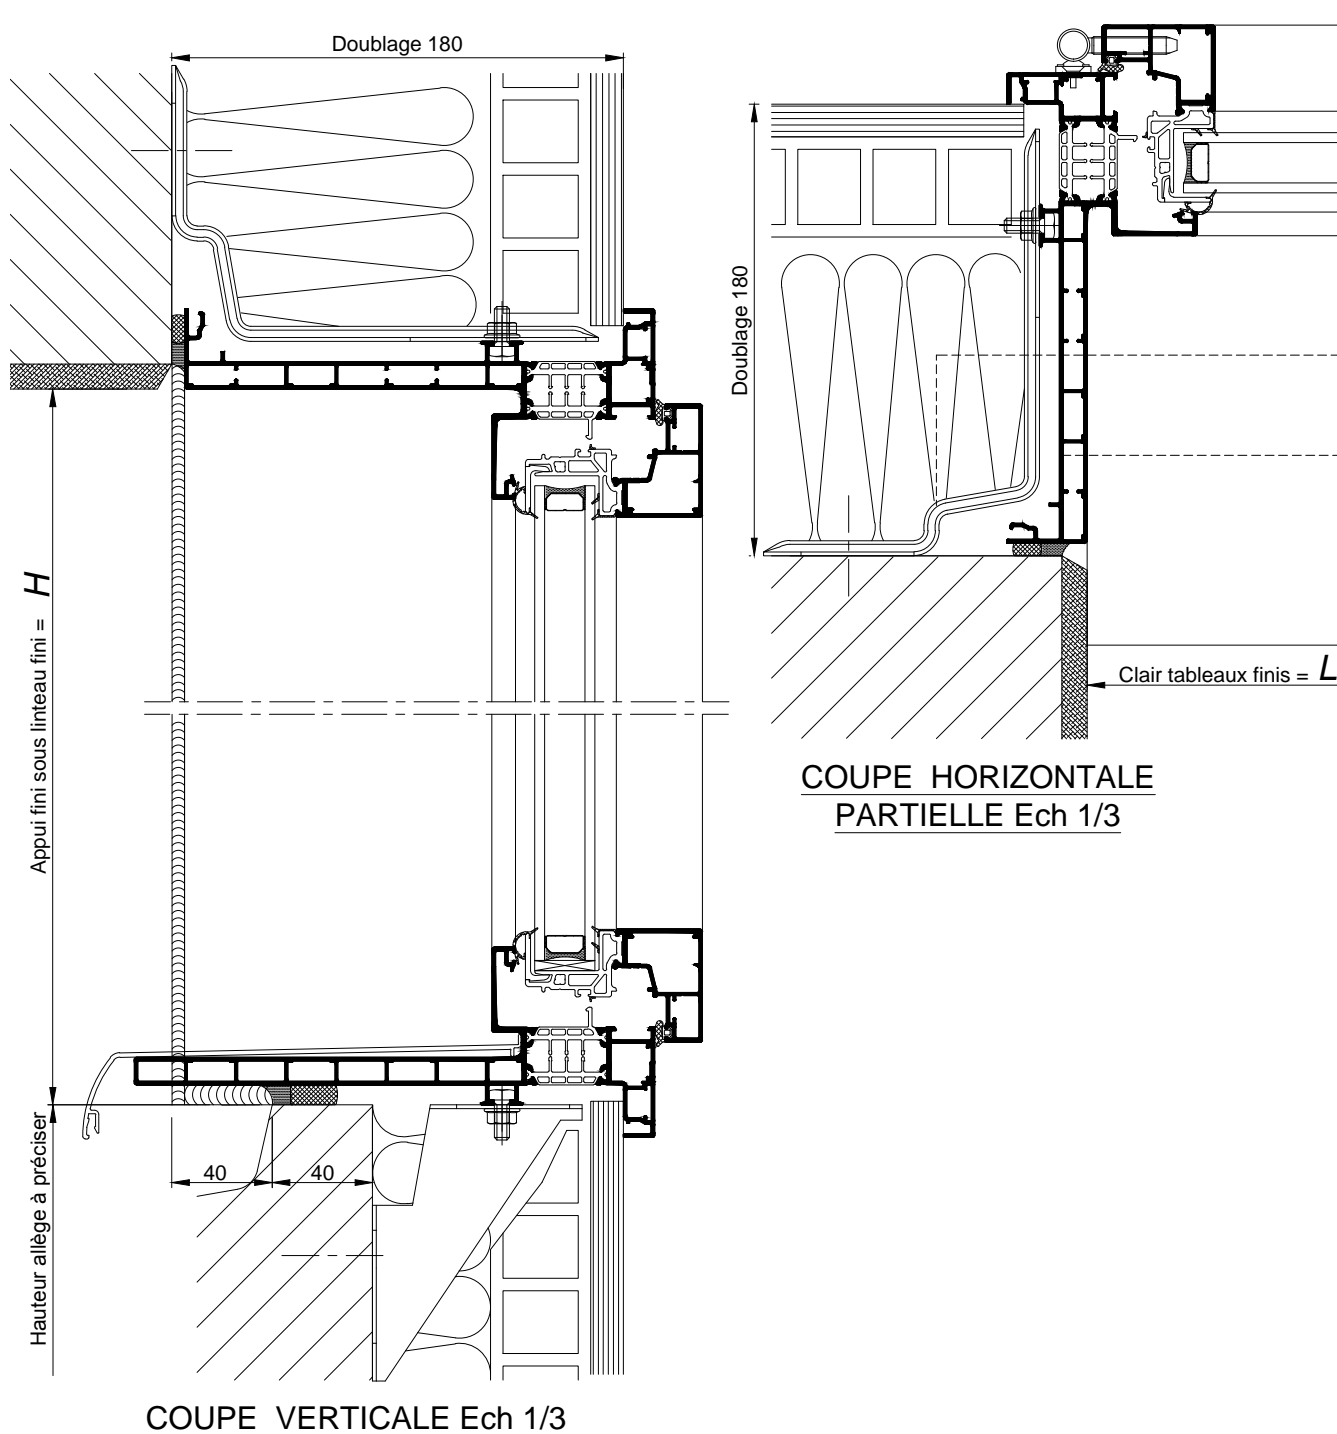 Doublage 180
Doublage 180
Appui fini sous linteau fini = H
Clair tableaux finis = L
COUPE HORIZONTALE
PARTIELLE Ech 1/3
Hauteur allège à préciser
40
40
COUPE VERTICALE Ech 1/3